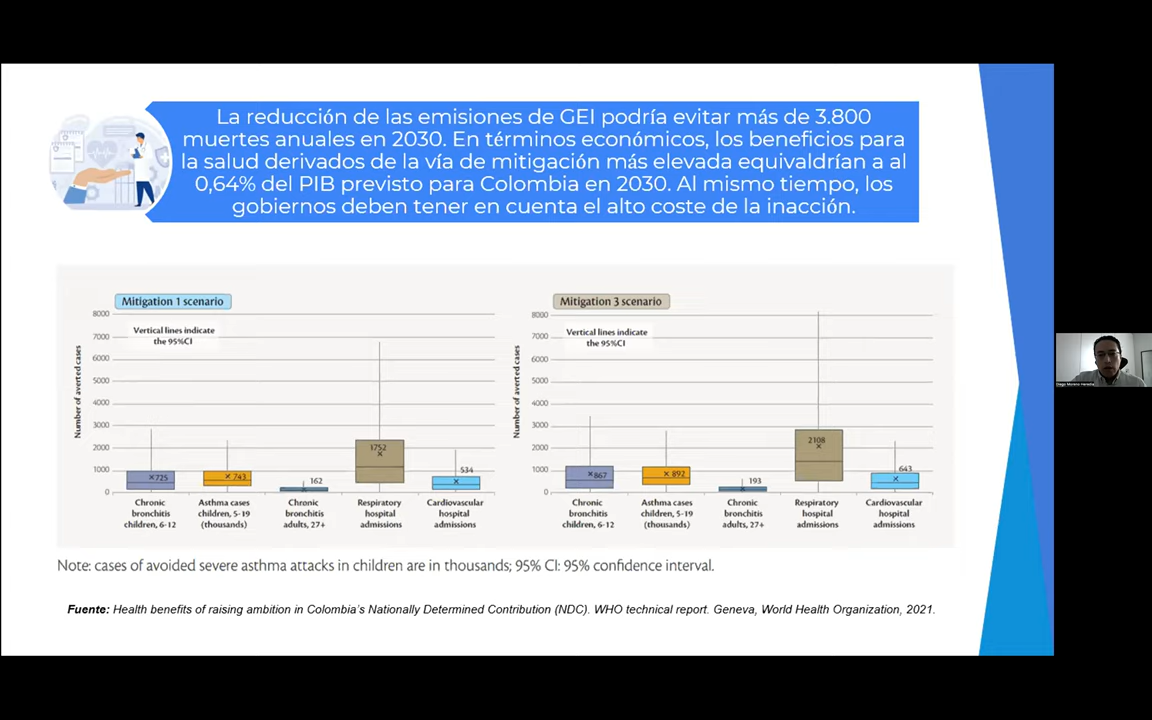 La reducción de las emisiones de GEI podría evitar más de 3.800
muertes anuales en 2030. En términos económicos, los beneficios para
la salud derivados de la vía de mitigación más elevada equivaldrían a al
0,64% del PIB previsto para Colombia en 2030. Al mismo tiempo, los
gobiernos deben tener en cuenta el alto coste de la inacción.
Mitigation 1 scenario
Vertical lines indicate
the 95%CI
Number of averted cases
8000
7000
6000
5000
4000
3000
2000
1000
0
725
743
162
1752
534
Chronic
bronchitis
children, 6-12
Asthma cases
children, 5-19
(thousands)
Chronic
bronchitis
adults, 27+
Respiratory
hospital
admissions
Cardiovascular
hospital
admissions
Mitigation 3 scenario
Vertical lines indicate
the 95%CI
Number of averted cases
8000
7000
6000
5000
4000
3000
2000
1000
0
867
892
193
2108
643
Chronic
bronchitis
children, 6-12
Asthma cases
children, 5-19
(thousands)
Chronic
bronchitis
adults, 27+
Respiratory
hospital
admissions
Cardiovascular
hospital
admissions
Note: cases of avoided severe asthma attacks in children are in thousands; 95% CI: 95% confidence interval.
Fuente: Health benefits of raising ambition in Colombia's Nationally Determined Contribution (NDC). WHO technical report. Geneva, World Health Organization, 2021.
Diego Moreno Heredia